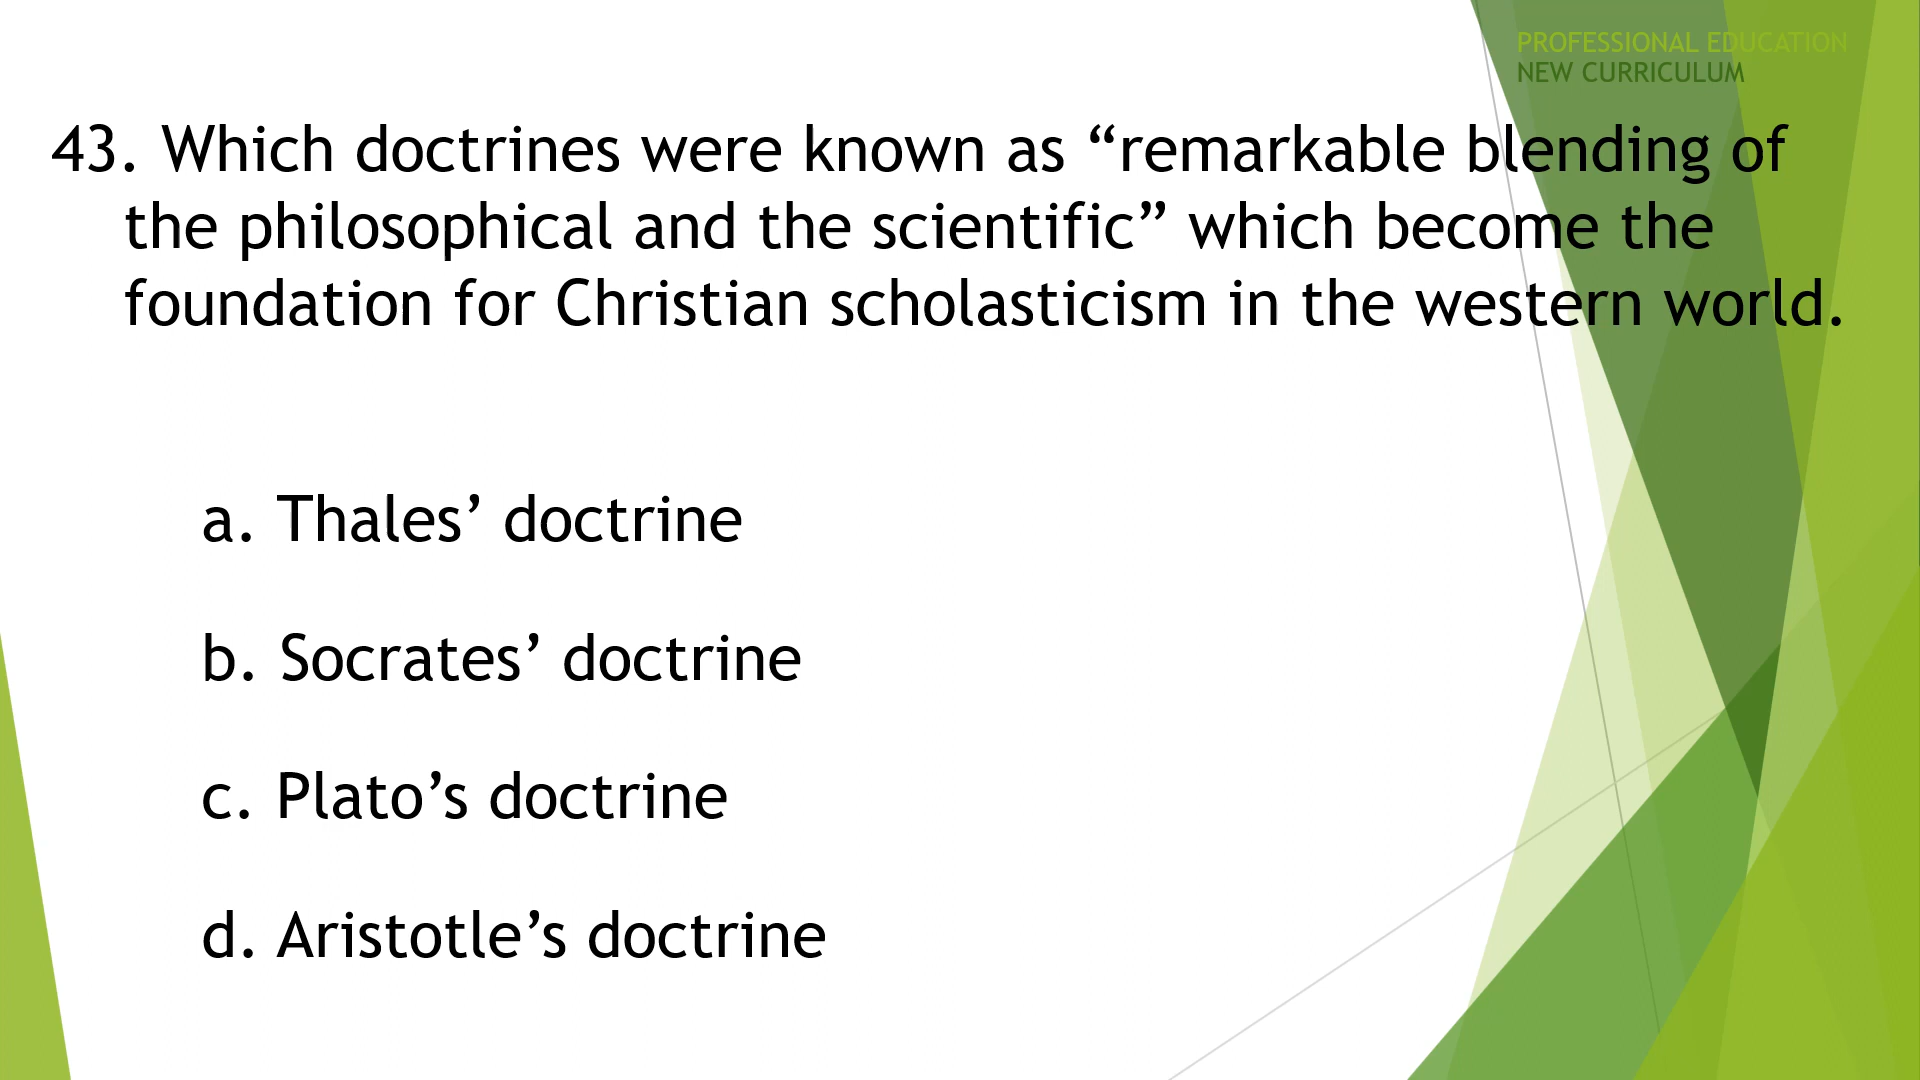 PROFESSIONAL EDUCATION
NEW CURRICULUM
43. Which doctrines were known as “remarkable blending of
the philosophical and the scientific” which become the
foundation for Christian scholasticism in the western world.
a. Thales’ doctrine
b. Socrates’ doctrine
c. Plato’s doctrine
d. Aristotle’s doctrine